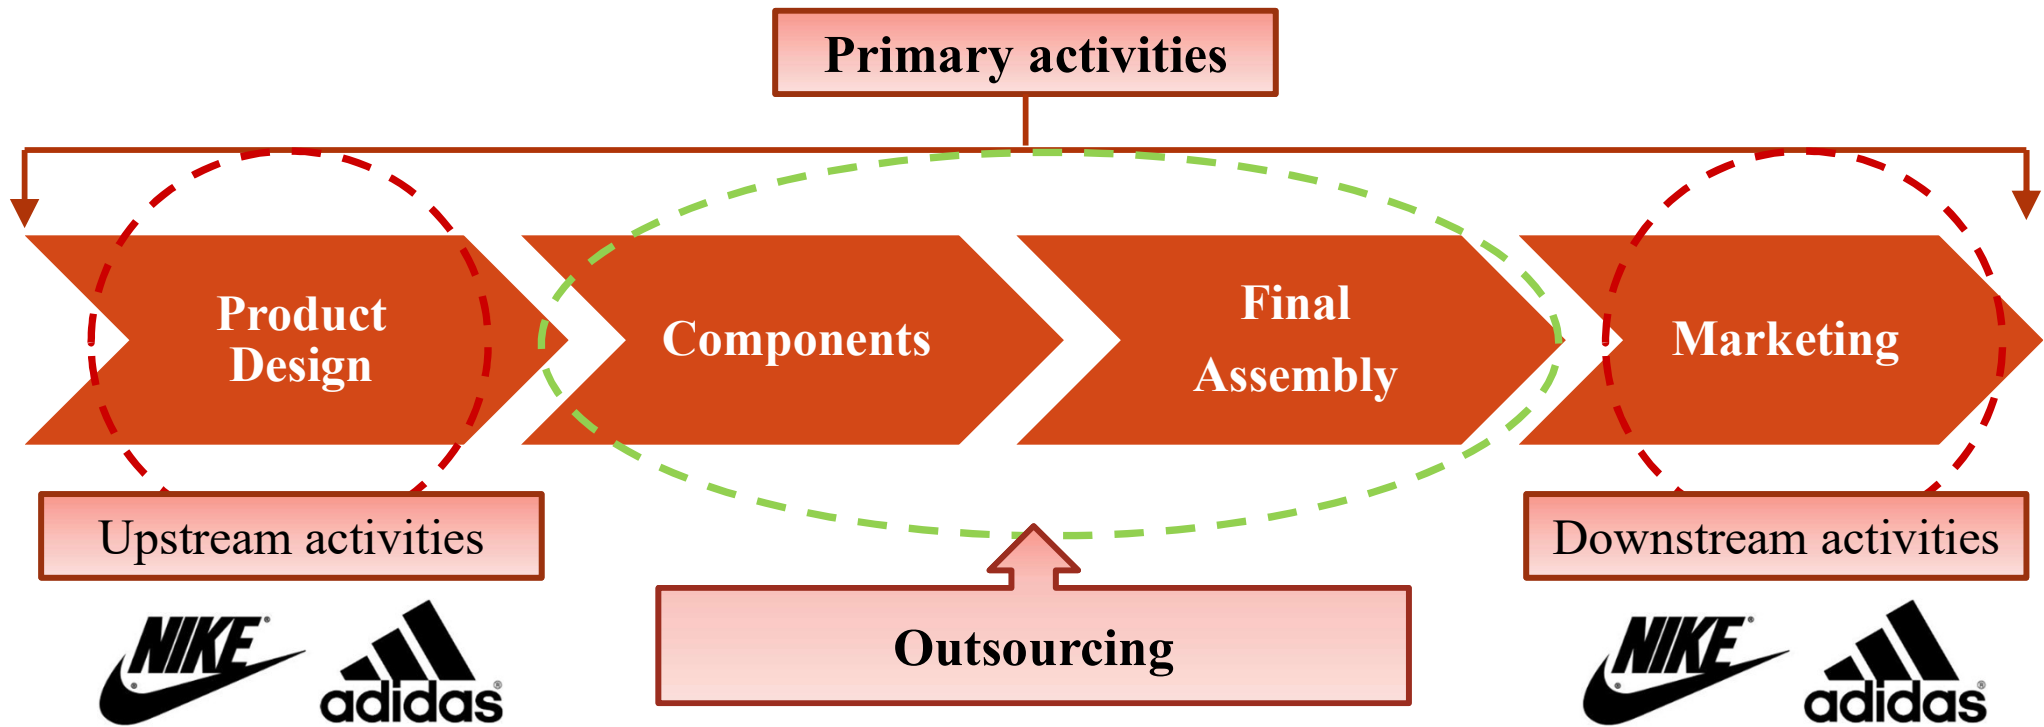 Primary activities
Product
Design
Components
Final
Assembly
Marketing
Upstream activities
Downstream activities
Outsourcing
NIKE®
adidas®
NIKE®
adidas®